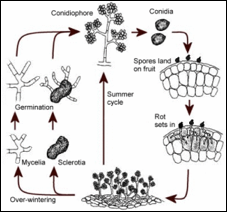 Conidiophore
Conidia
Spores land
on fruit
Germination
Summer
cycle
Rot
sets in
Mycelia
Sclerotia
Over-wintering